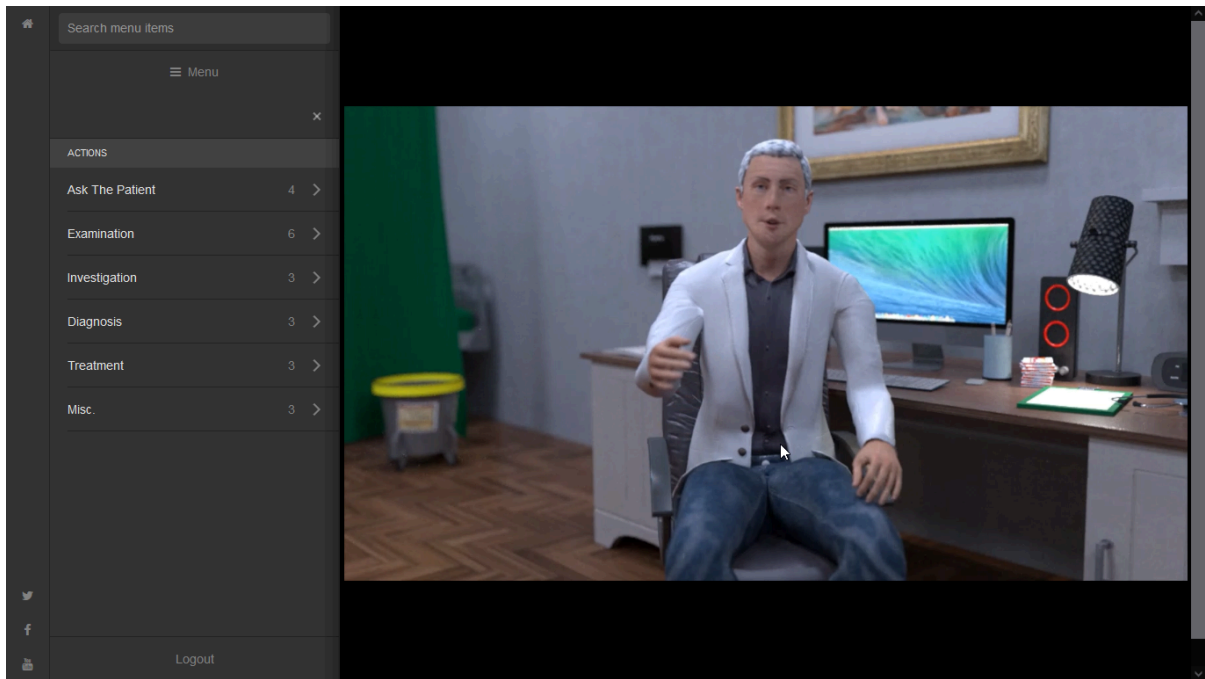 Search menu items
Menu
×
ACTIONS
Ask The Patient 4
Examination 6
Investigation 3
Diagnosis 3
Treatment 3
Misc. 3
Logout